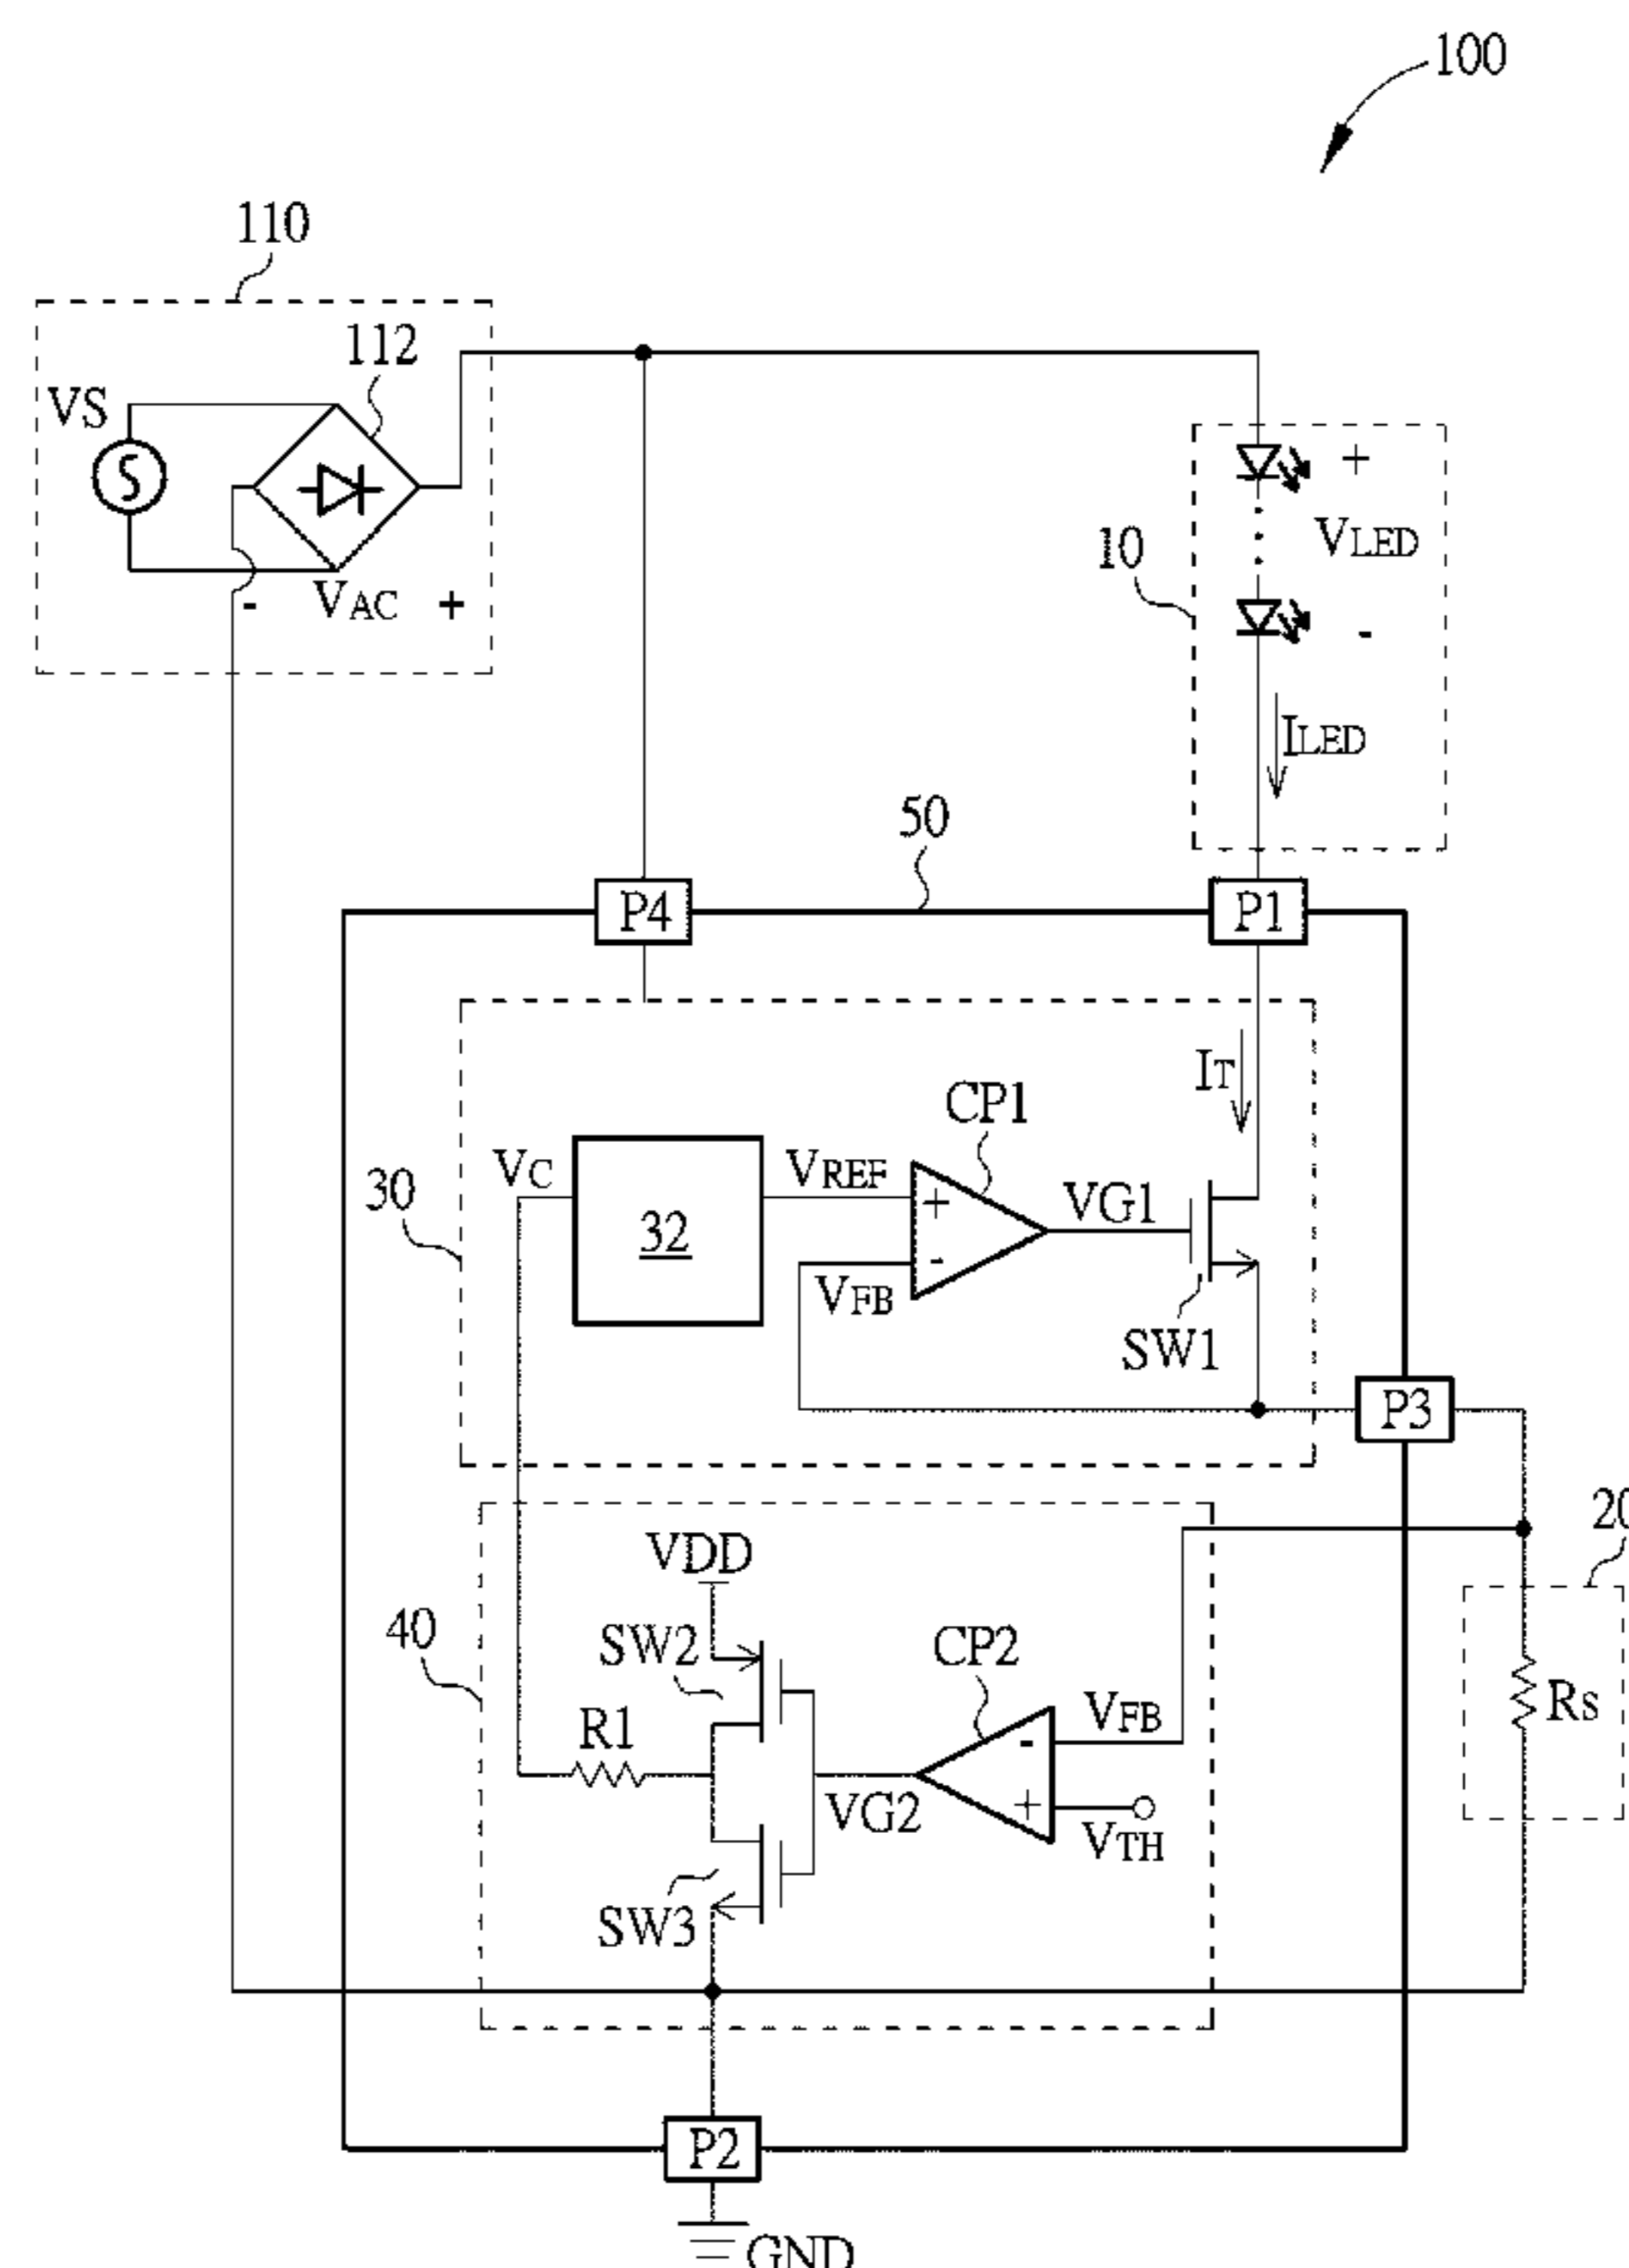 100
110
112
VS
VAC
-
+
+
VLED
-
10
ILED
50
P4
P1
IT
CP1
30
VC
32
VREF
+
-
VG1
VFB
SW1
P3
20
VDD
40
SW2
CP2
VFB
-
R1
RS
VG2
+
VTH
SW3
P2
GND